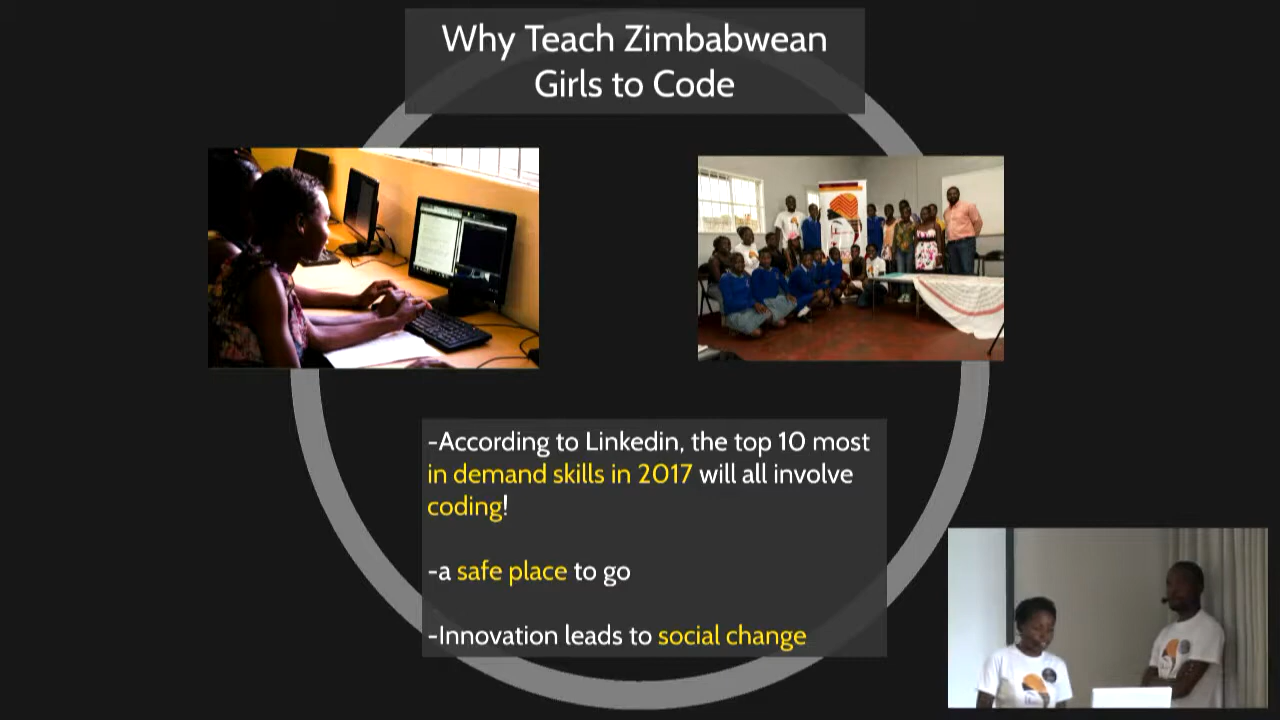 Why Teach Zimbabwean
Girls to Code
-According to Linkedin, the top 10 most
in demand skills in 2017 will all involve
coding!
-a safe place to go
-Innovation leads to social change